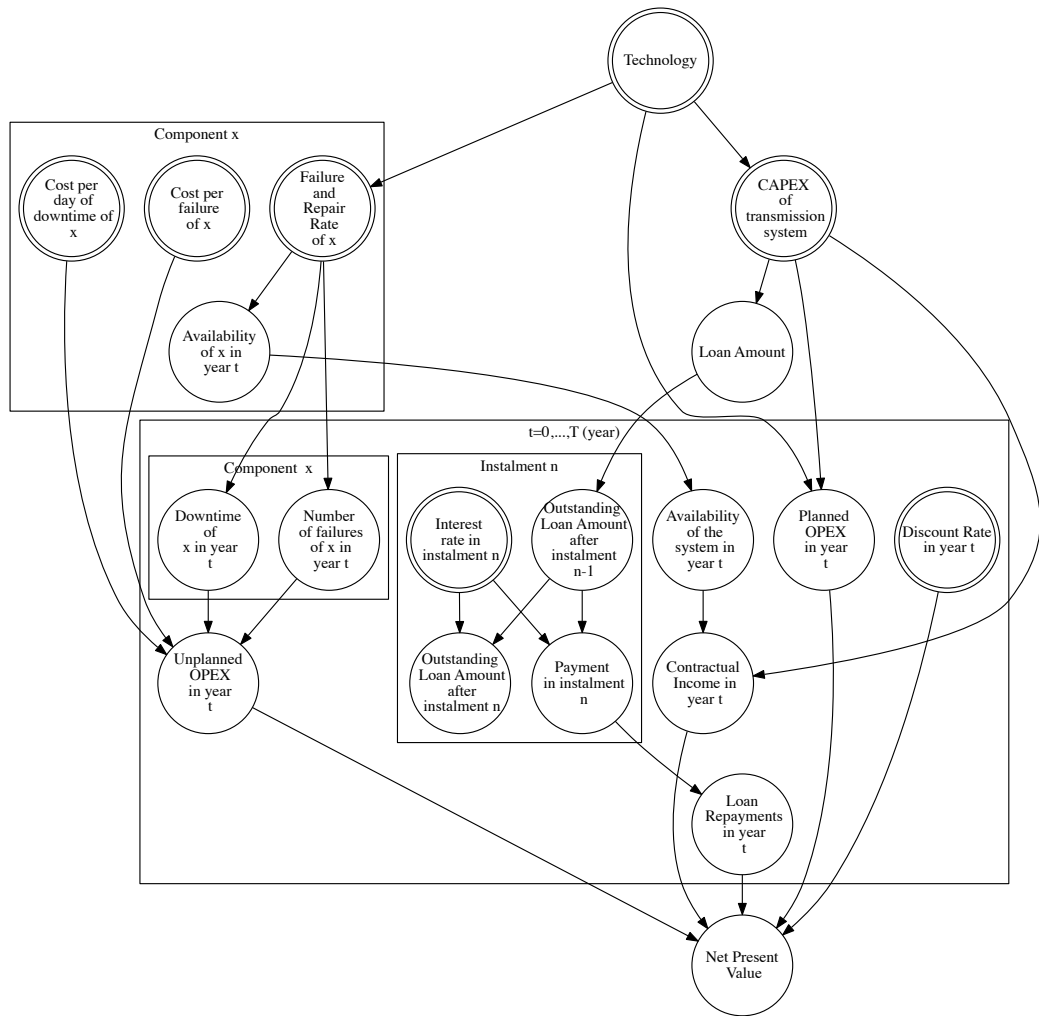 Technology
Component x
Cost per
day of
downtime of
x
Cost per
failure
of x
Failure
and
Repair
Rate
of x
CAPEX
of
transmission
system
Availability
of x in
year t
Loan Amount
t=0,...,T (year)
Component x
Instalment n
Downtime
of
x in year
t
Number
of failures
of x in
year t
Interest
rate in
instalment n
Outstanding
Loan Amount
after
instalment
n-1
Availability
of the
system in
year t
Planned
OPEX
in year
t
Discount Rate
in year t
Unplanned
OPEX
in year
t
Outstanding
Loan Amount
after
instalment n
Payment
in instalment
n
Contractual
Income in
year t
Loan
Repayments
in year
t
Net Present
Value